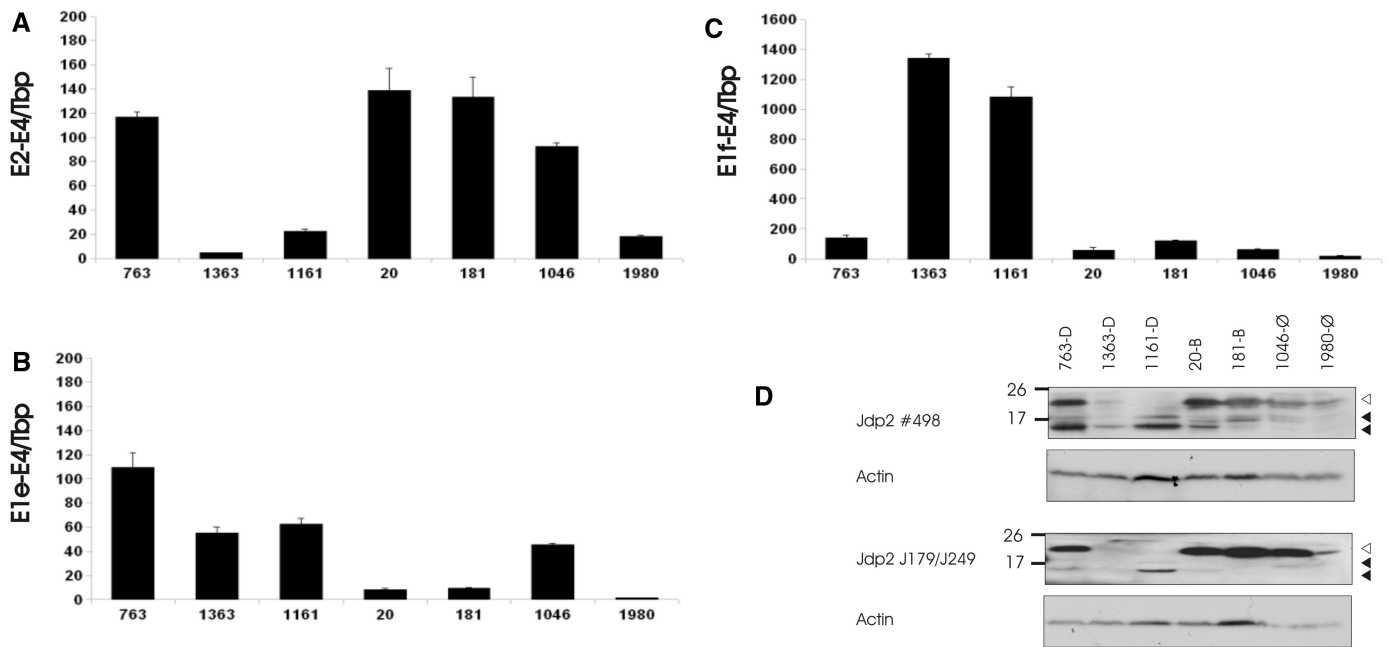 A
E2-E4/Tbp
200
180
160
140
120
100
80
60
40
20
0
763 1363 1161 20 181 1046 1980
B
E1e-E4/Tbp
200
180
160
140
120
100
80
60
40
20
0
763 1363 1161 20 181 1046 1980
C
E1f-E4/Tbp
1600
1400
1200
1000
800
600
400
200
0
763 1363 1161 20 181 1046 1980
D
763-D 1363-D 1161-D 20-B 181-B 1046-Ø 1980-Ø
26
17
Jdp2 #498
Actin
26
17
Jdp2 J179/J249
Actin